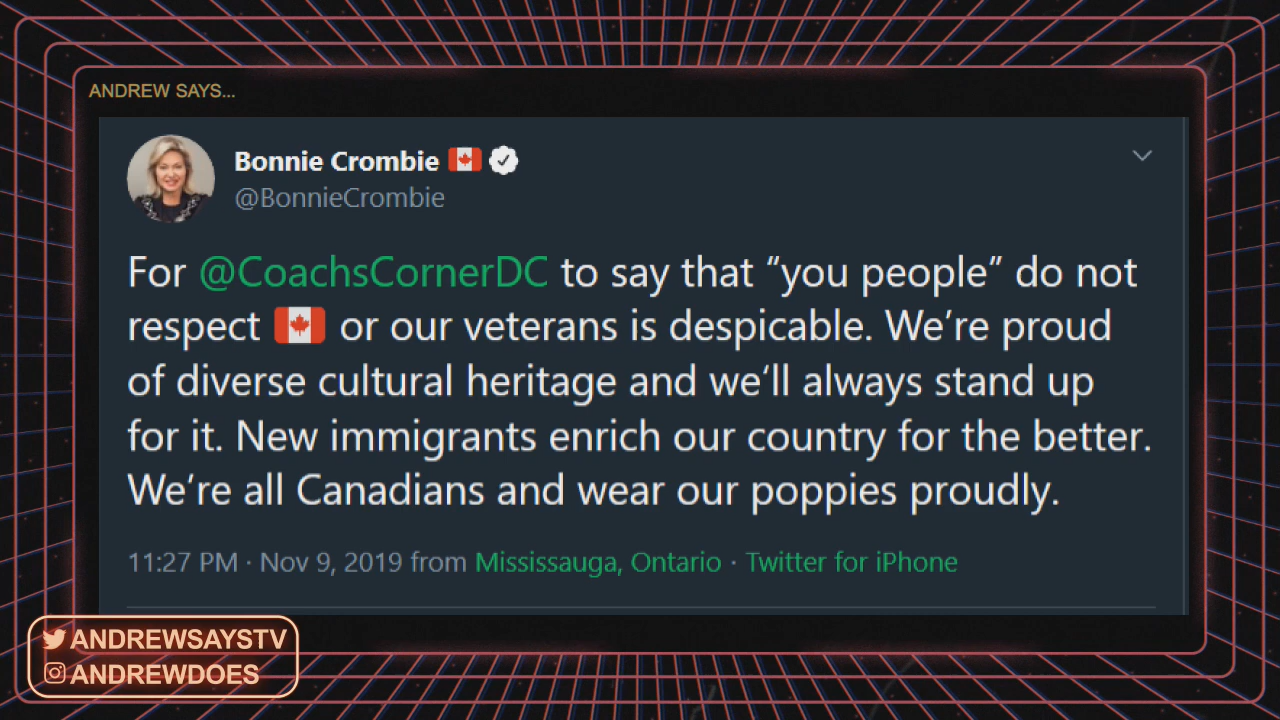 ANDREW SAYS...
Bonnie Crombie 🇨🇦
@BonnieCrombie
For @CoachsCornerDC to say that “you people” do not
respect 🇨🇦 or our veterans is despicable. We’re proud
of diverse cultural heritage and we‘ll always stand up
for it. New immigrants enrich our country for the better.
We’re all Canadians and wear our poppies proudly.
11:27 PM · Nov 9, 2019 from Mississauga, Ontario · Twitter for iPhone
ANDREWSAYSTV
ANDREWDOES